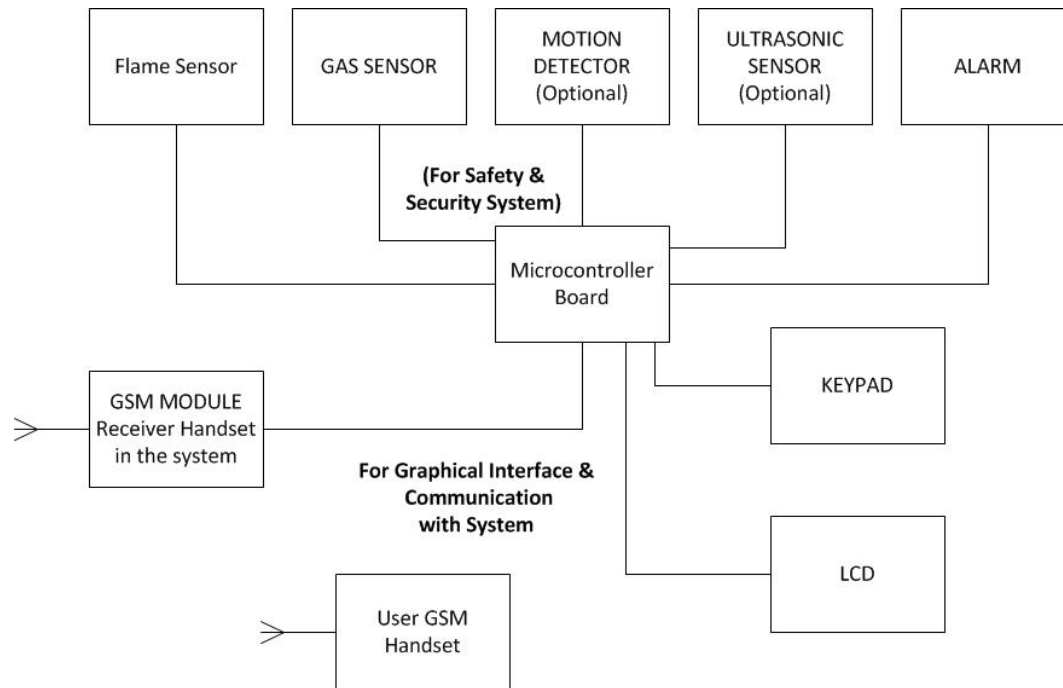 Flame Sensor
GAS SENSOR
MOTION
DETECTOR
(Optional)
ULTRASONIC
SENSOR
(Optional)
ALARM
(For Safety &
Security System)
Microcontroller
Board
KEYPAD
GSM MODULE
Receiver Handset
in the system
For Graphical Interface &
Communication
with System
LCD
User GSM
Handset